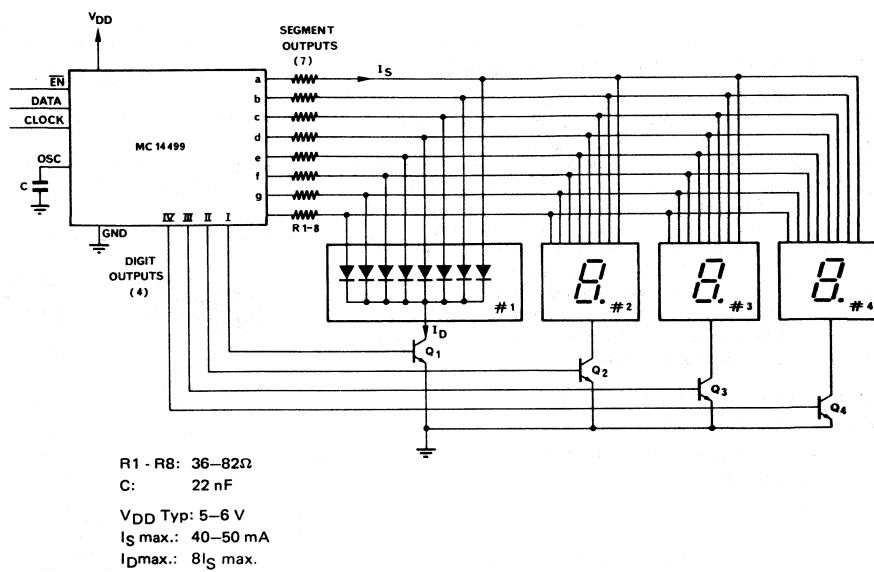 VDD
SEGMENT
OUTPUTS
(7)
a
IS
EN
b
DATA
c
CLOCK
d
MC 14499
e
OSC
f
C
g
IV III II I
R 1-8
GND
DIGIT
OUTPUTS
(4)
#1
#2
#3
#4
ID
Q1
Q2
Q3
Q4
R1 - R8: 36—82Ω
C: 22 nF
VDD Typ: 5—6 V
IS max.: 40—50 mA
IDmax.: 8IS max.